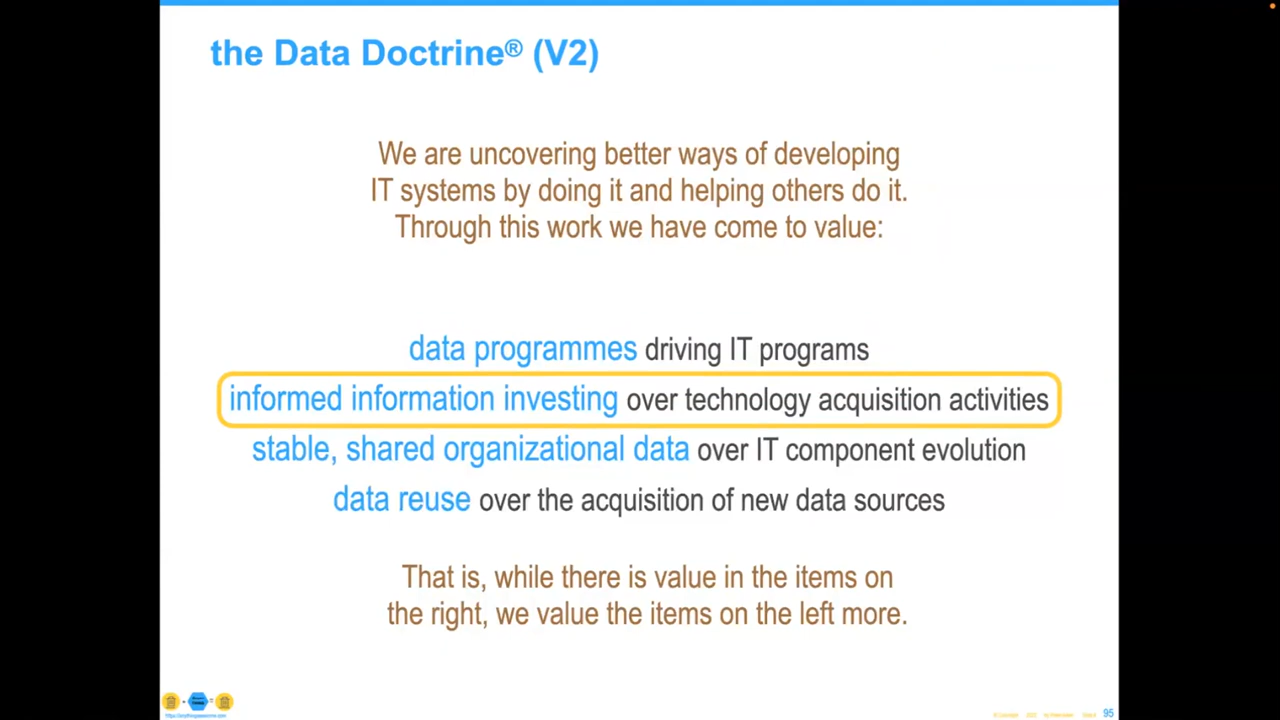 the Data Doctrine® (V2)
We are uncovering better ways of developing
IT systems by doing it and helping others do it.
Through this work we have come to value:
data programmes driving IT programs
informed information investing over technology acquisition activities
stable, shared organizational data over IT component evolution
data reuse over the acquisition of new data sources
That is, while there is value in the items on
the right, we value the items on the left more.
https://anythingawesome.com
95